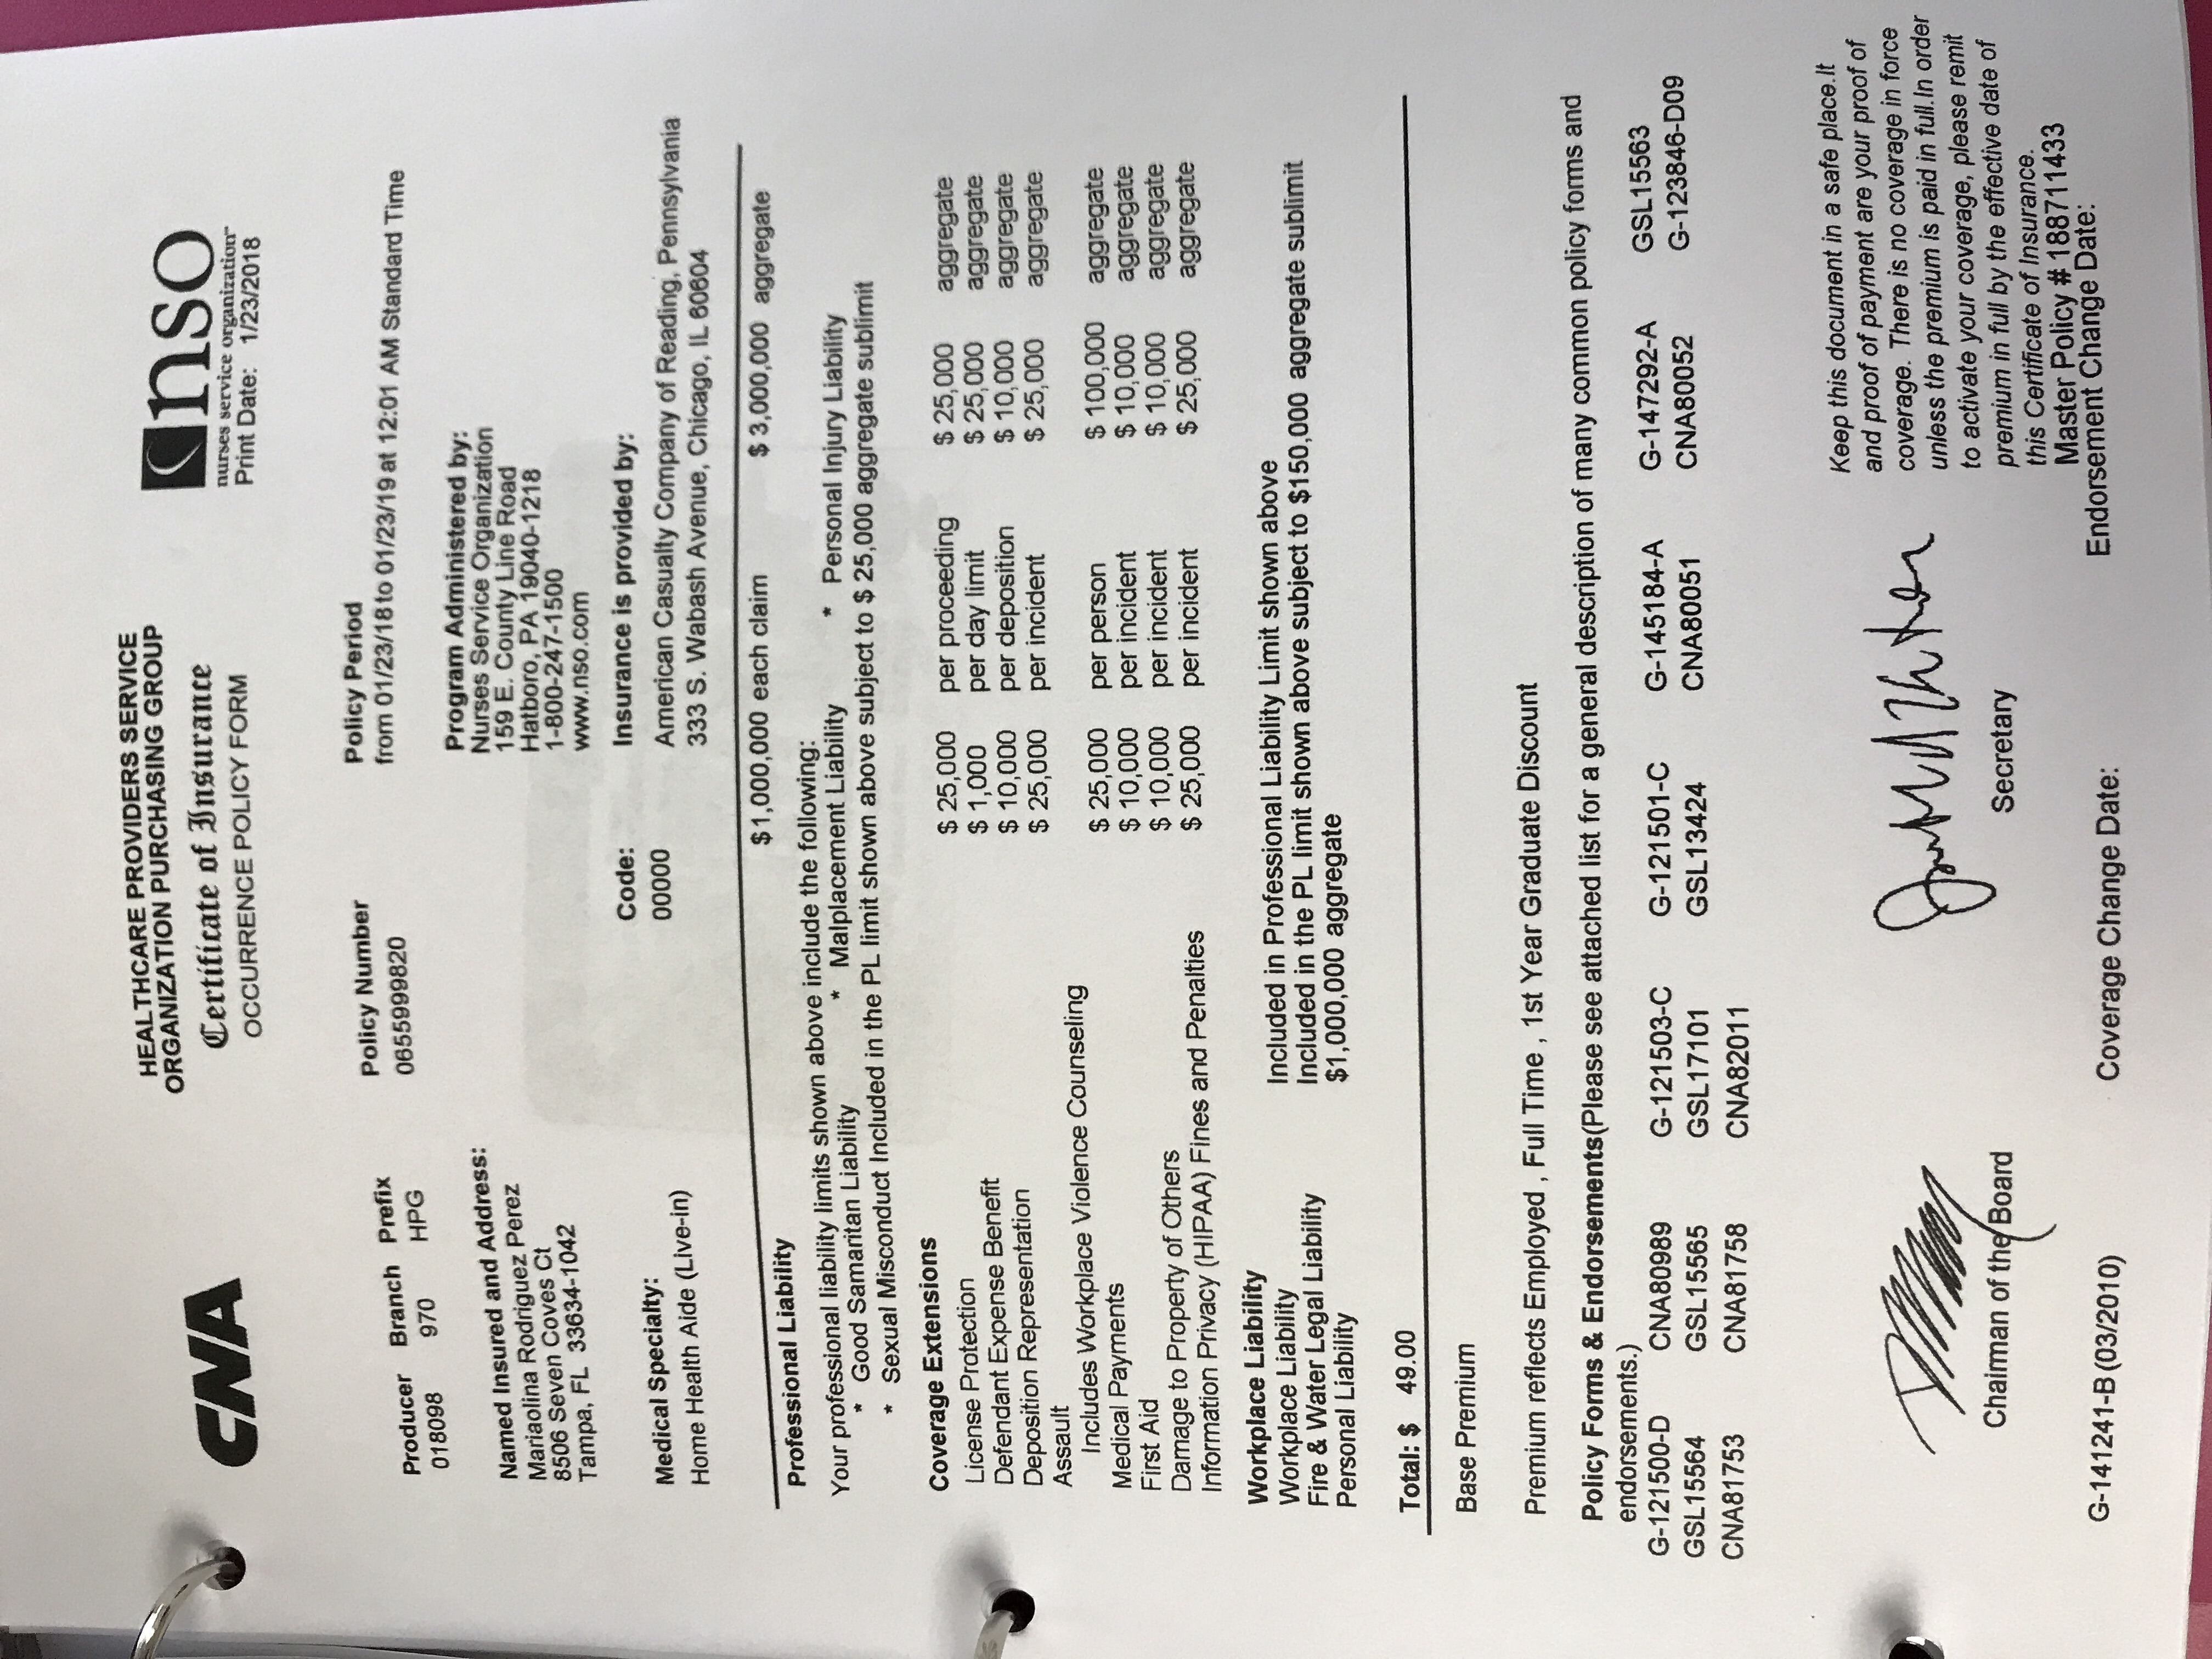 CNA
HEALTHCARE PROVIDERS SERVICE
ORGANIZATION PURCHASING GROUP
Certificate of Insurance
OCCURRENCE POLICY FORM
nso
nurses service organization
Print Date: 1/23/2018
Producer Branch Prefix
018098 970 HPG
Policy Number
0655999820
Policy Period
from 01/23/18 to 01/23/19 at 12:01 AM Standard Time
Named Insured and Address:
Mariaolina Rodriguez Perez
8506 Seven Coves Ct
Tampa, FL 33634-1042
Program Administered by:
Nurses Service Organization
159 E. County Line Road
Hatboro, PA 19040-1218
1-800-247-1500
www.nso.com
Medical Specialty:
Home Health Aide (Live-in)
Code:
00000
Insurance is provided by:
American Casualty Company of Reading, Pennsylvania
333 S. Wabash Avenue, Chicago, IL 60604
Professional Liability $1,000,000 each claim $ 3,000,000 aggregate
Your professional liability limits shown above include the following:
* Good Samaritan Liability * Malplacement Liability * Personal Injury Liability
* Sexual Misconduct Included in the PL limit shown above subject to $ 25,000 aggregate sublimit
Coverage Extensions
License Protection $ 25,000 per proceeding $ 25,000 aggregate
Defendant Expense Benefit $ 1,000 per day limit $ 25,000 aggregate
Deposition Representation $ 10,000 per deposition $ 10,000 aggregate
Assault $ 25,000 per incident $ 25,000 aggregate
Includes Workplace Violence Counseling
Medical Payments $ 25,000 per person $ 100,000 aggregate
First Aid $ 10,000 per incident $ 10,000 aggregate
Damage to Property of Others $ 10,000 per incident $ 10,000 aggregate
Information Privacy (HIPAA) Fines and Penalties $ 25,000 per incident $ 25,000 aggregate
Workplace Liability
Workplace Liability Included in Professional Liability Limit shown above
Fire & Water Legal Liability Included in the PL limit shown above subject to $150,000 aggregate sublimit
Personal Liability $1,000,000 aggregate
Total: $ 49.00
Base Premium
Premium reflects Employed , Full Time , 1st Year Graduate Discount
Policy Forms & Endorsements(Please see attached list for a general description of many common policy forms and
endorsements.)
G-121500-D CNA80989 G-121503-C G-121501-C G-145184-A G-147292-A GSL15563
GSL15564 GSL15565 GSL17101 GSL13424 CNA80051 CNA80052 G-123846-D09
CNA81753 CNA81758 CNA82011
Chairman of the Board
Secretary
Keep this document in a safe place.It
and proof of payment are your proof of
coverage. There is no coverage in force
unless the premium is paid in full.In order
to activate your coverage, please remit
premium in full by the effective date of
this Certificate of Insurance.
Master Policy # 188711433
G-141241-B (03/2010) Coverage Change Date: Endorsement Change Date: